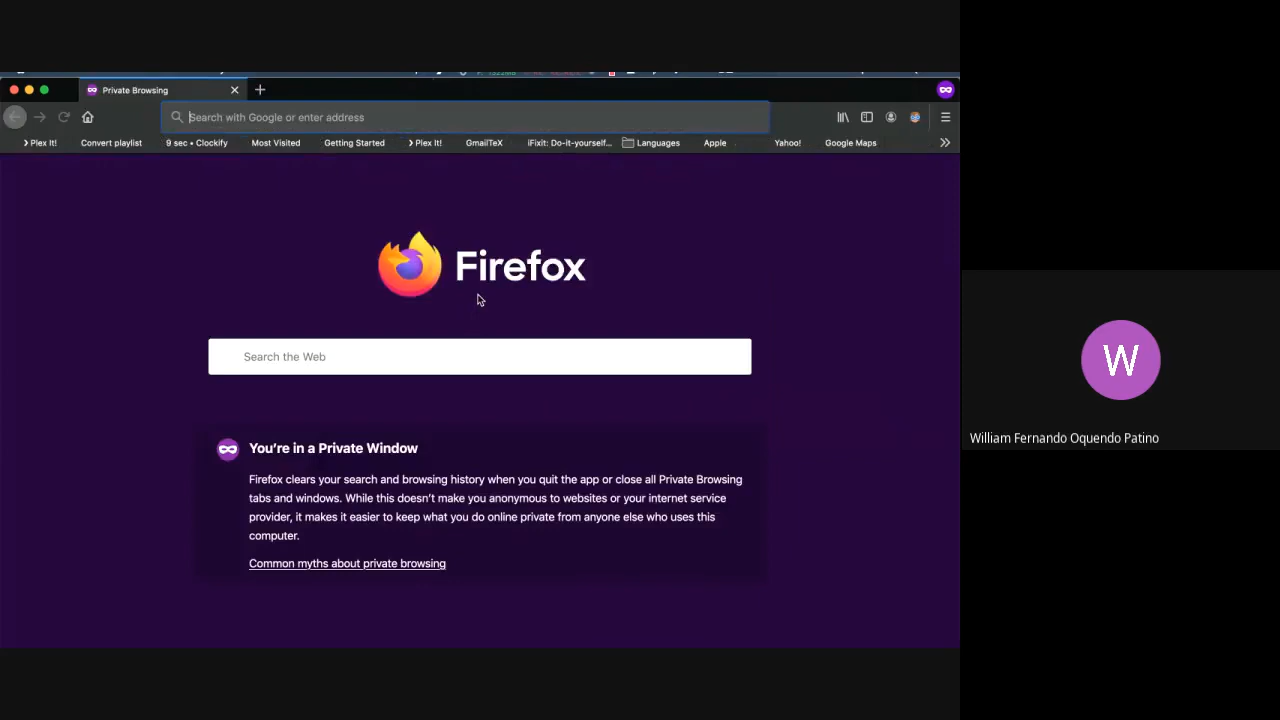 Private Browsing
Search with Google or enter address
Plex It! Convert playlist 9 sec • Clockify Most Visited Getting Started Plex It! GmailTeX iFixit: Do-it-yourself... Languages Apple Yahoo! Google Maps
Firefox
Search the Web
You're in a Private Window
Firefox clears your search and browsing history when you quit the app or close all Private Browsing
tabs and windows. While this doesn't make you anonymous to websites or your internet service
provider, it makes it easier to keep what you do online private from anyone else who uses this
computer.
Common myths about private browsing
W
William Fernando Oquendo Patino